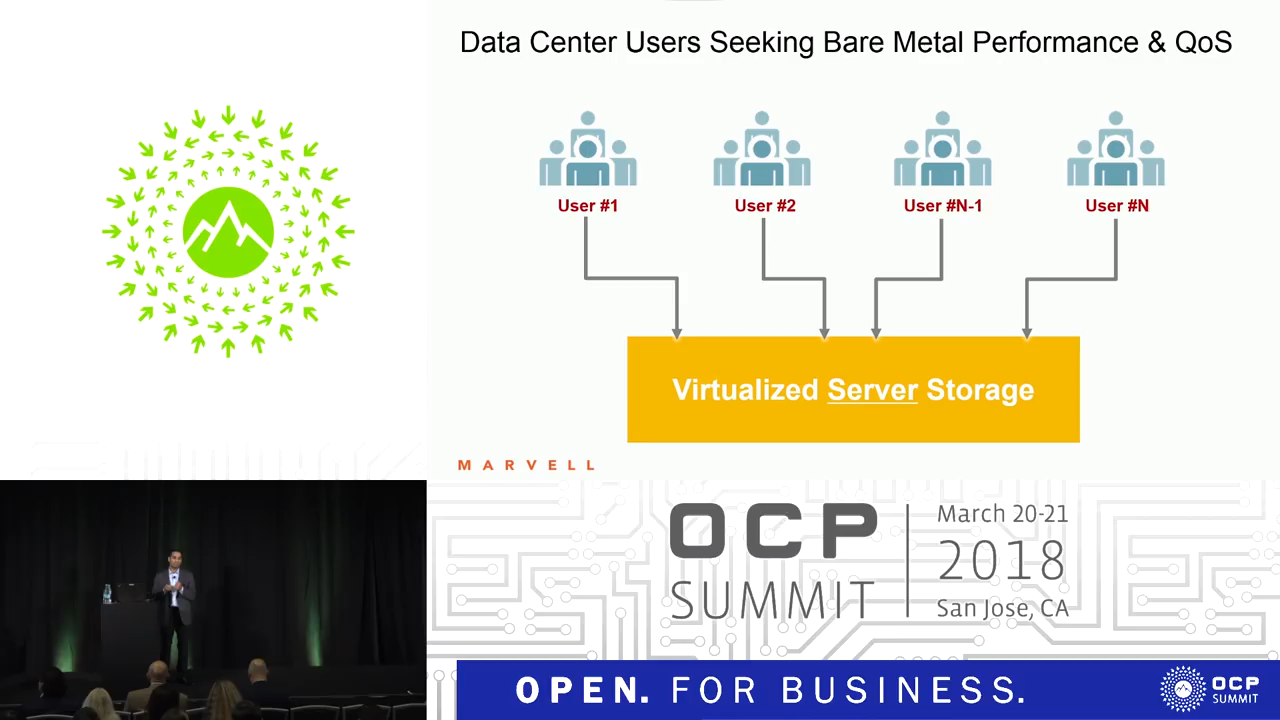 Data Center Users Seeking Bare Metal Performance & QoS
User #1
User #2
User #N-1
User #N
Virtualized Server Storage
MARVELL
OCP
SUMMIT
March 20-21
2018
San Jose, CA
OPEN. FOR BUSINESS.
OCP
SUMMIT